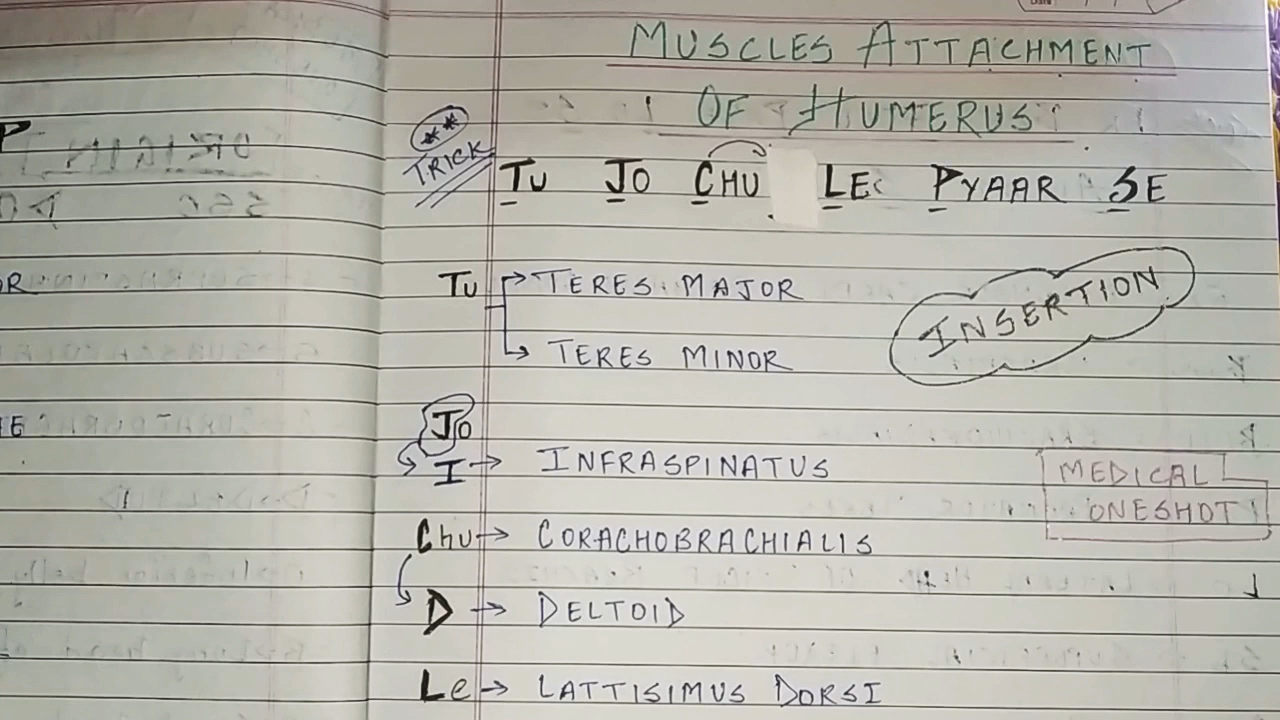 MUSCLES ATTACHMENT
OF HUMERUS
**
TRICK
TU JO CHU LE PYAAR SE
TU → TERES MAJOR
→ TERES MINOR
INSERTION
JO
I → INFRASPINATUS
MEDICAL
ONESHOT
CHU → CORACHOBRACHIALIS
D → DELTOID
Le → LATTISIMUS DORSI